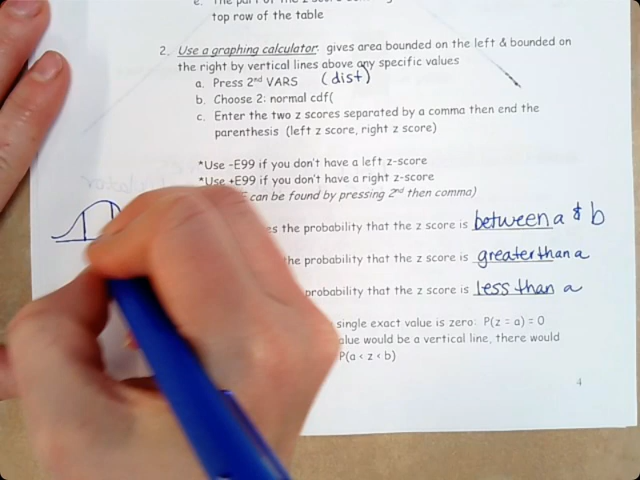 top row of the table
2. Use a graphing calculator: gives area bounded on the left & bounded on
the right by vertical lines above any specific values
a. Press 2nd VARS (dist)
b. Choose 2: normal cdf(
c. Enter the two z scores separated by a comma then end the
parenthesis (left z score, right z score)
*Use -E99 if you don't have a left z-score
*Use +E99 if you don't have a right z-score
can be found by pressing 2nd then comma)
the probability that the z score is between a & b
the probability that the z score is greater than a
probability that the z score is less than a
single exact value is zero: P(z = a) = 0
would be a vertical line, there would
P(a < z < b)
4